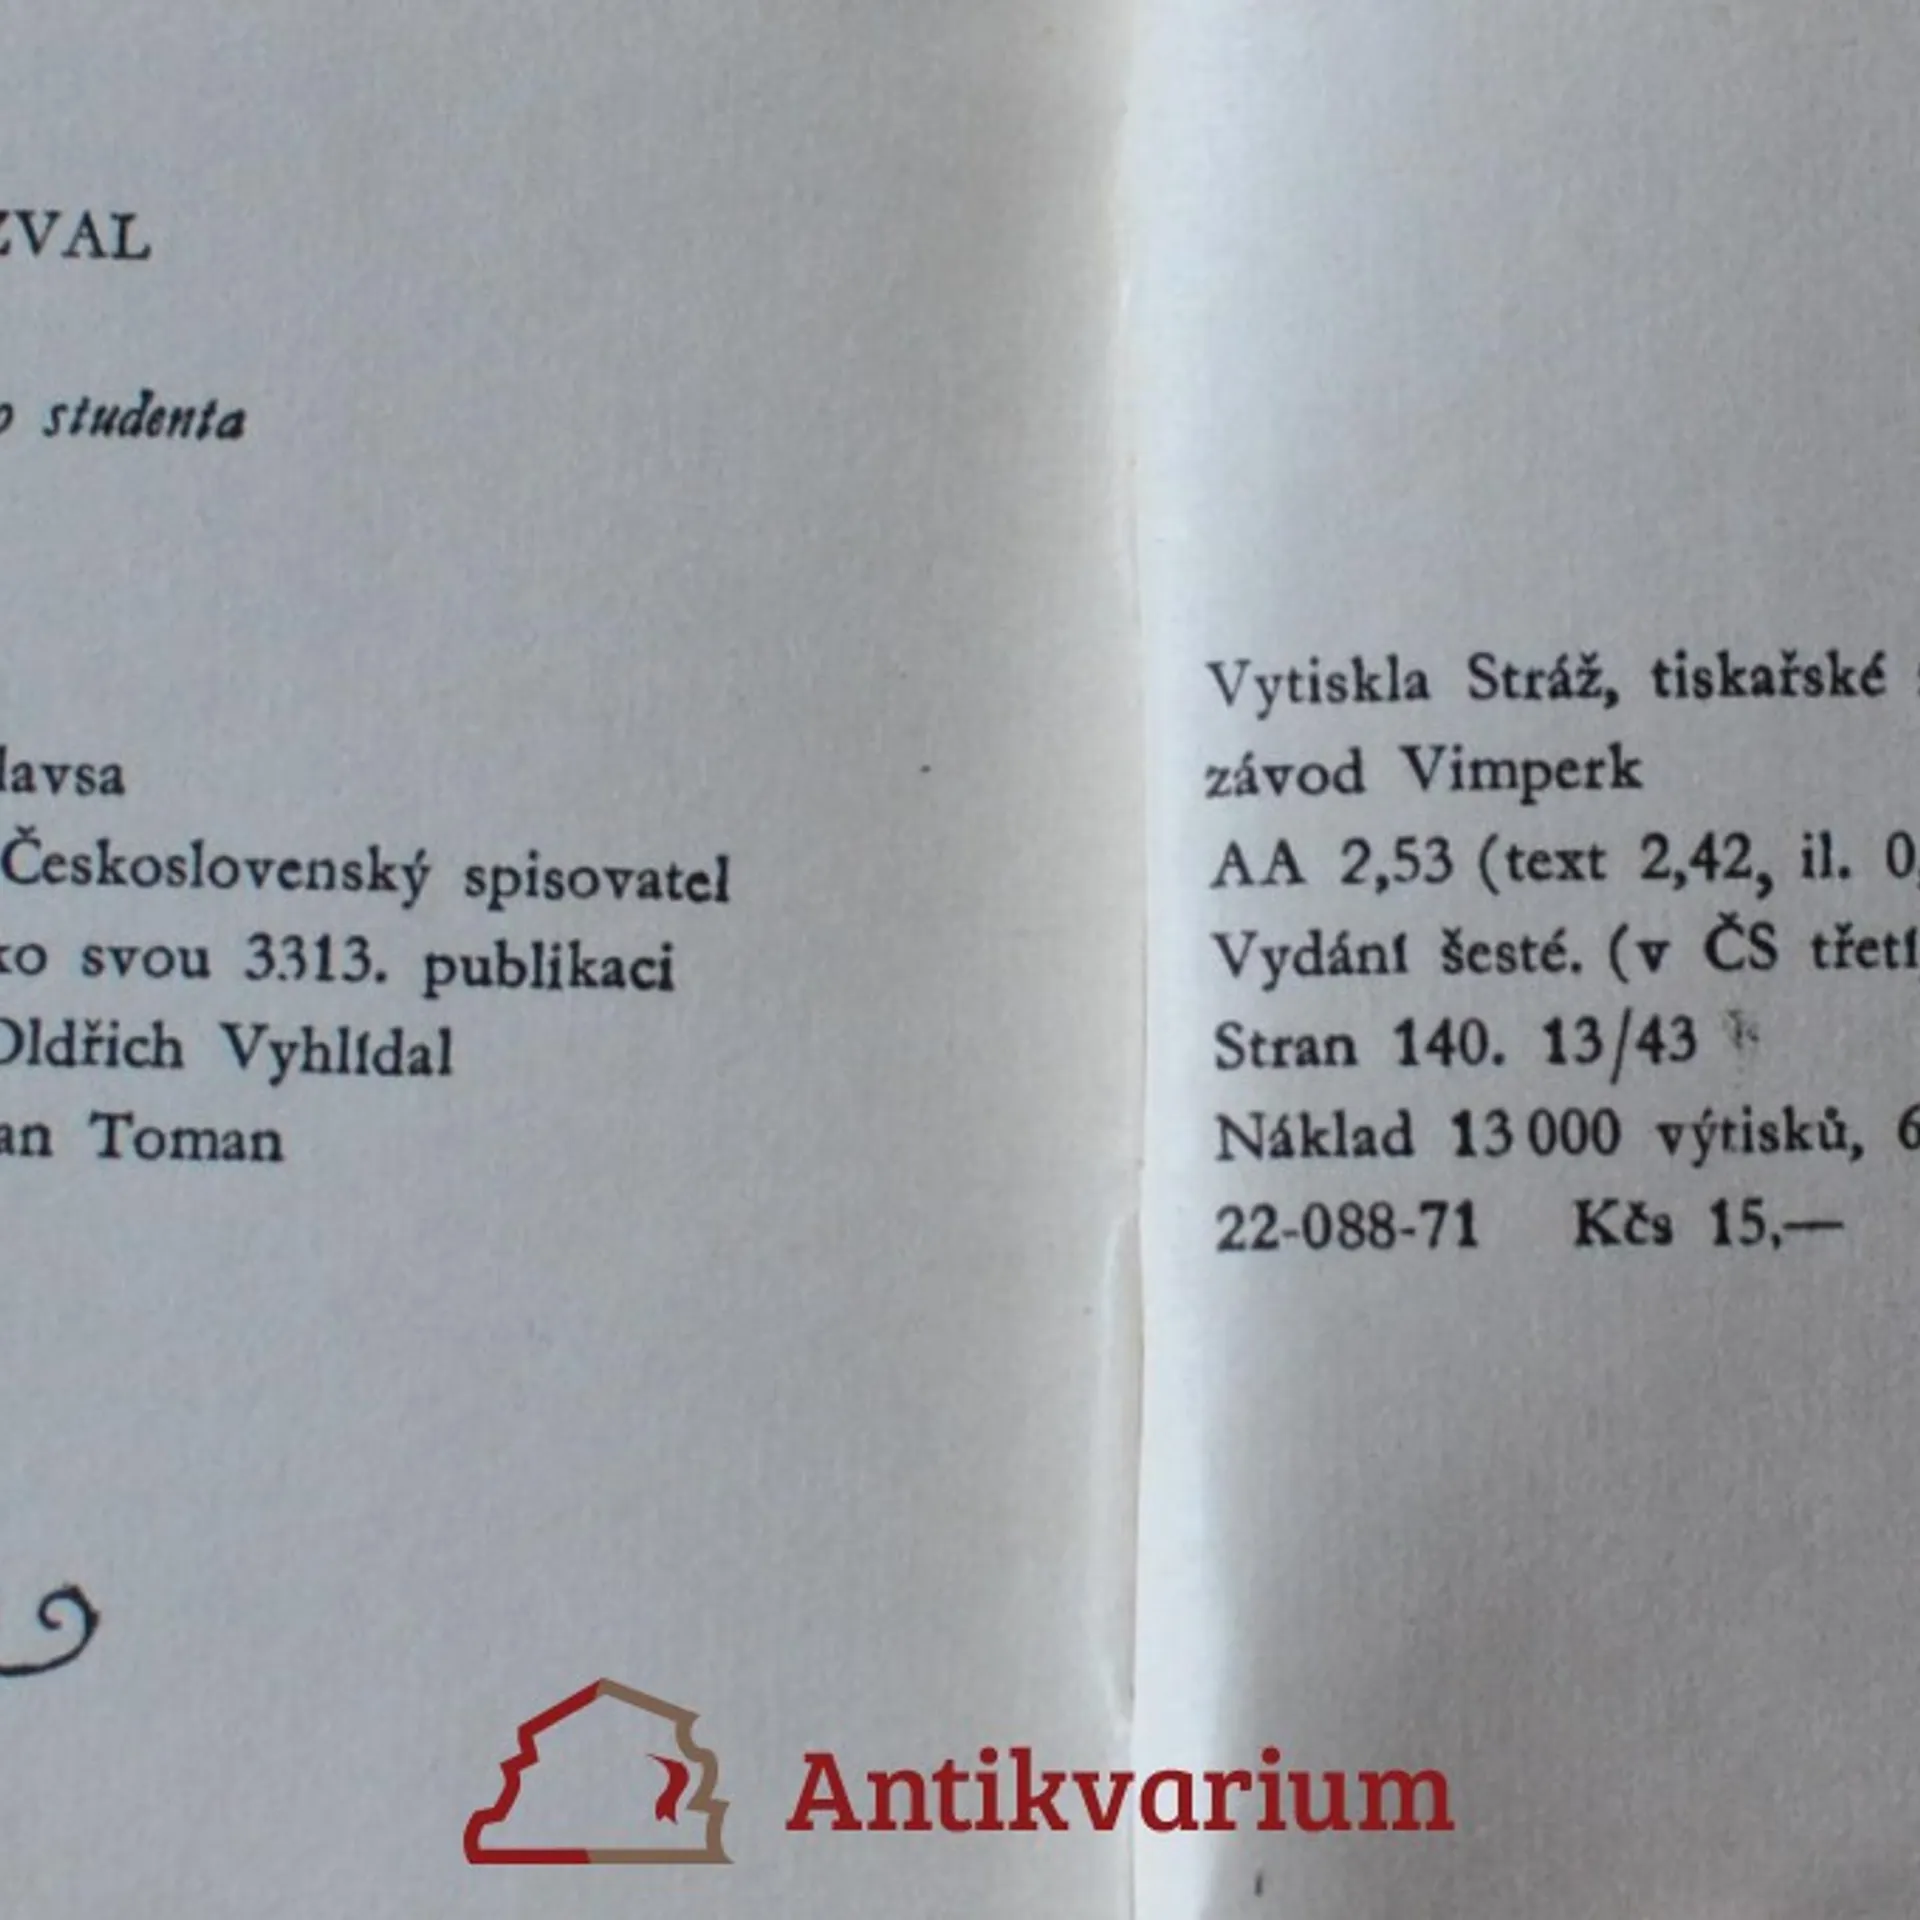 ZVAL
o studenta
lavsa
Československý spisovatel
ko svou 3313. publikaci
Oldřich Vyhlídal
an Toman
Vytiskla Stráž, tiskařské
závod Vimperk
AA 2,53 (text 2,42, il. 0,
Vydání šesté. (v ČS třetí
Stran 140. 13/43
Náklad 13 000 výtisků, 6
22-088-71 Kčs 15,—
Antikvarium